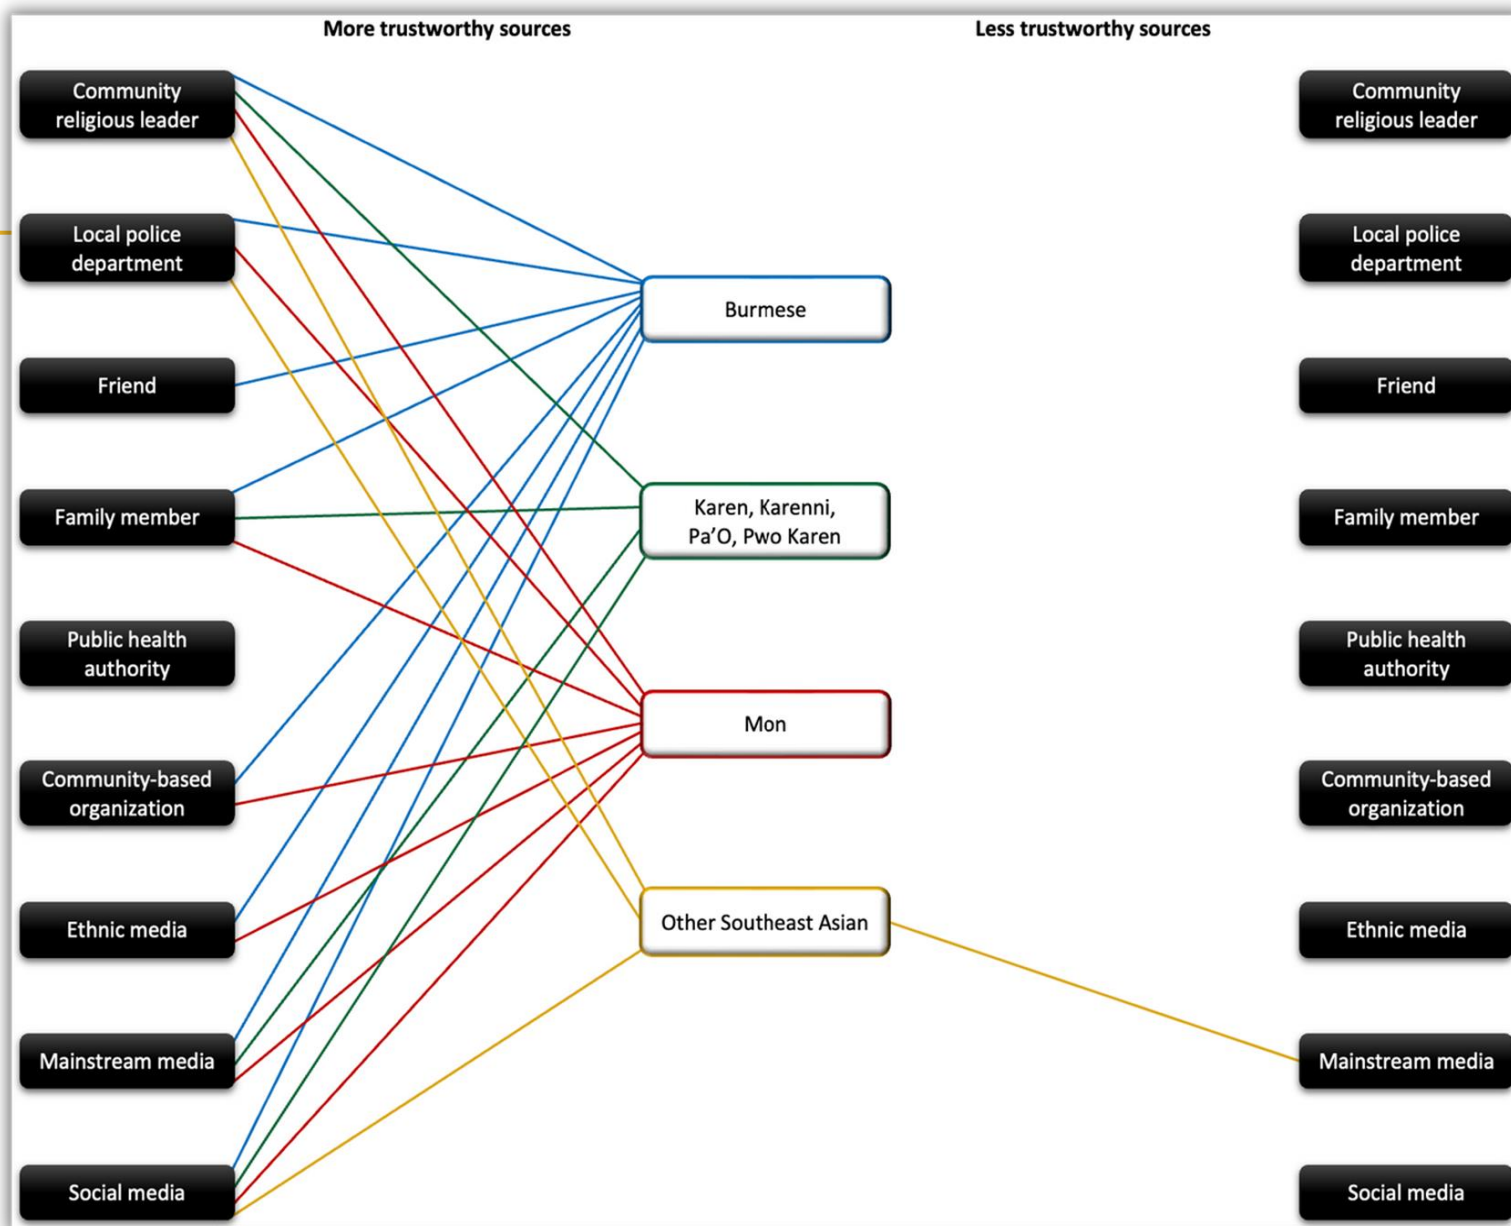 More trustworthy sources
Less trustworthy sources
Community
religious leader
Local police
department
Friend
Family member
Public health
authority
Community-based
organization
Ethnic media
Mainstream media
Social media
Burmese
Karen, Karenni,
Pa’O, Pwo Karen
Mon
Other Southeast Asian
Community
religious leader
Local police
department
Friend
Family member
Public health
authority
Community-based
organization
Ethnic media
Mainstream media
Social media